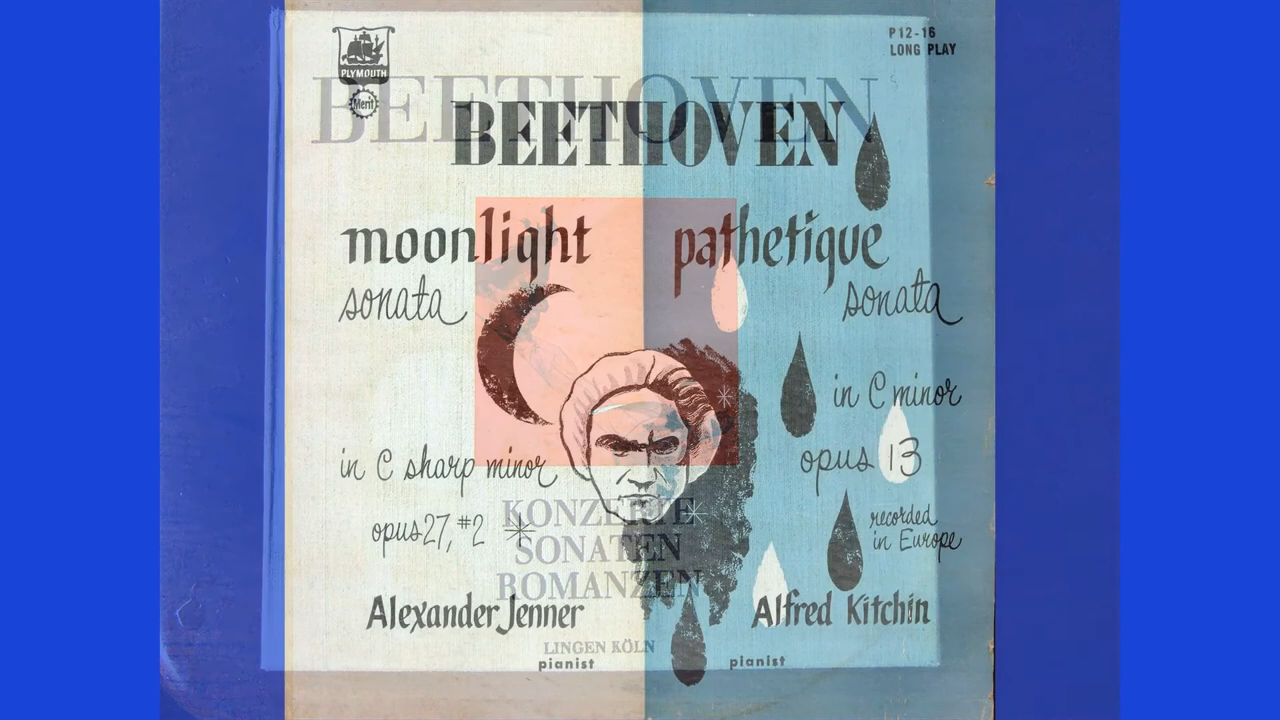 P12-16
LONG PLAY
PLYMOUTH
Merit
BEETHOVEN
BEETHOVEN
moonlight pathetique
sonata sonata
in C minor
in C sharp minor opus 13
KONZERTE
opus 27, #2 recorded
in Europe
SONATEN
ROMANZEN
Alexander Jenner Alfred Kitchin
LINGEN KÖLN
pianist pianist